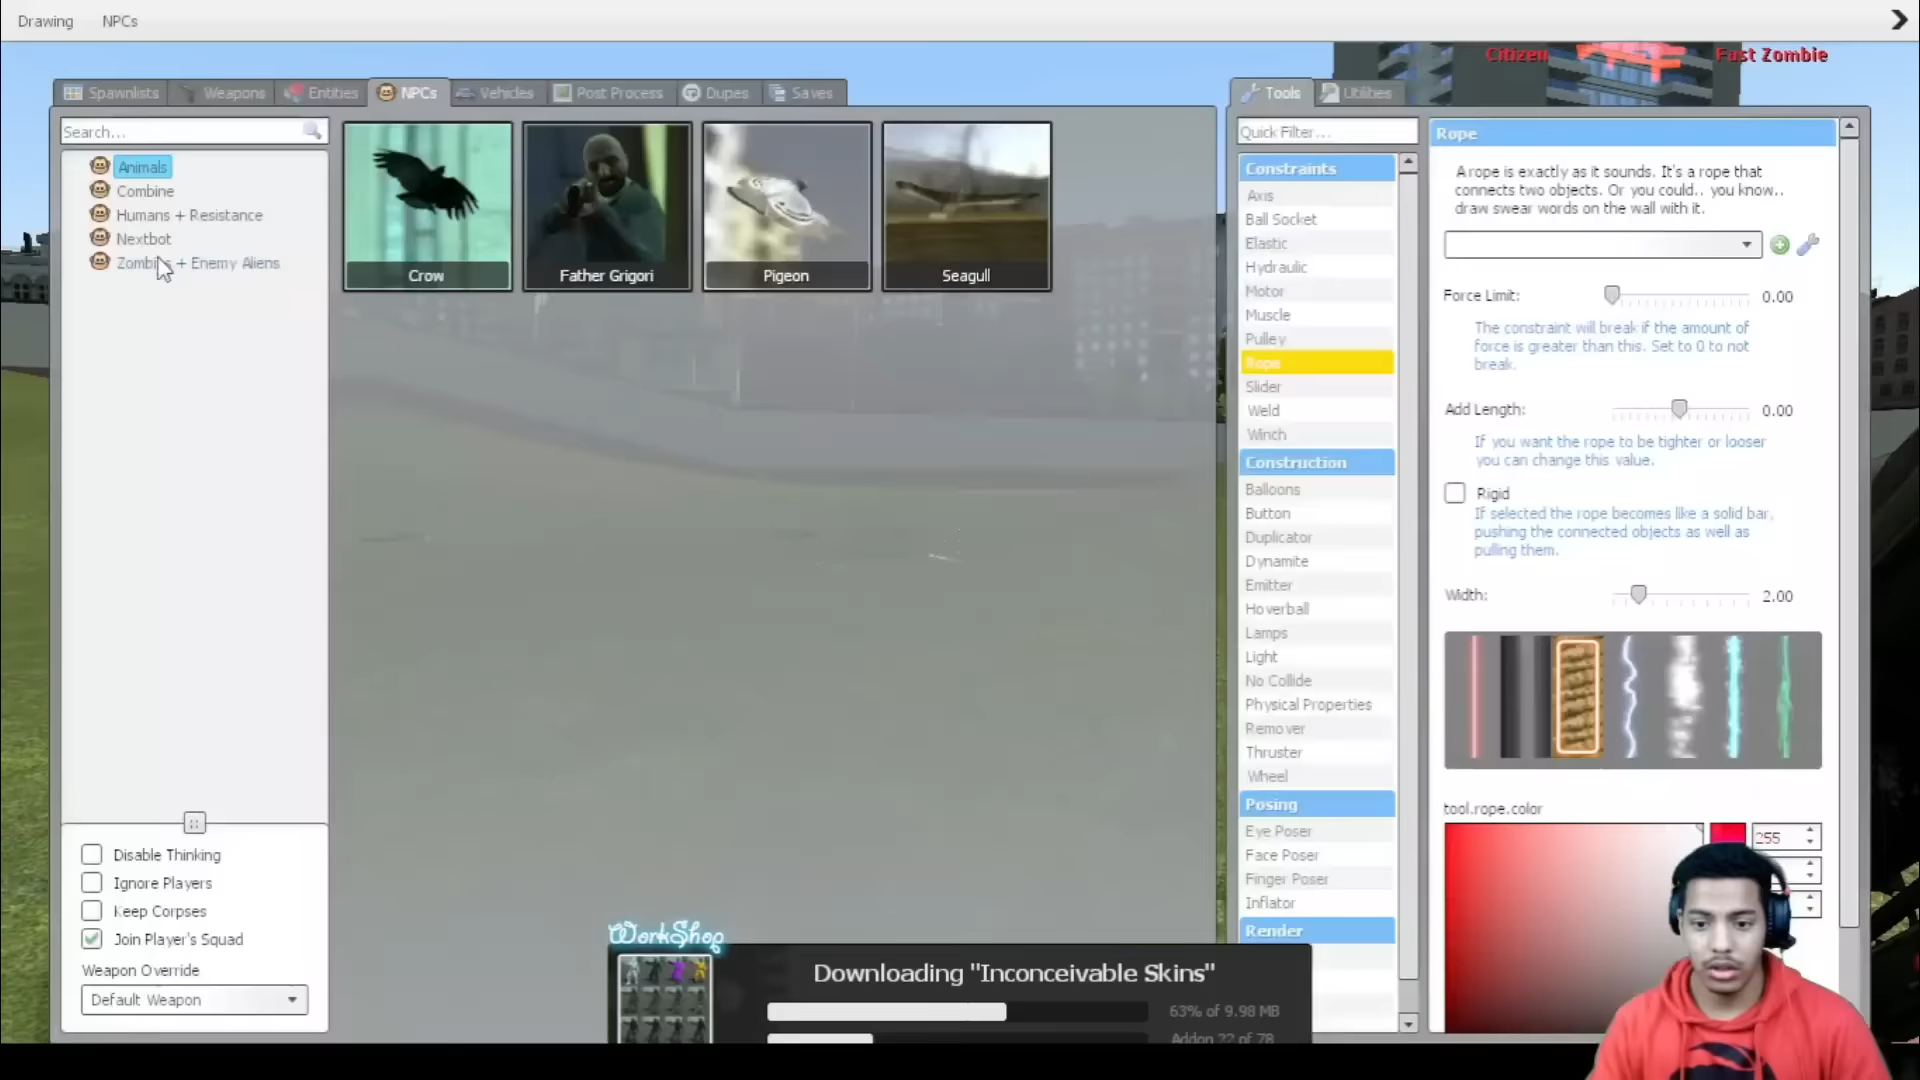 Drawing NPCs
Citizen Fast Zombie
Spawnlists Weapons Entities NPCs Vehicles Post Process Dupes Saves
Search...
Animals
Combine
Humans + Resistance
Nextbot
+ Enemy Aliens
Crow Father Grigori Pigeon Seagull
Disable Thinking
Ignore Players
Keep Corpses
Join Player's Squad
Weapon Override
Default Weapon
WorkShop
Downloading "Inconceivable Skins"
63% of 9.98 MB
Addon 22 of 78
Tools Utilities
Quick Filter...
Constraints
Axis
Ball Socket
Elastic
Hydraulic
Motor
Muscle
Pulley
Rope
Slider
Weld
Winch
Construction
Balloons
Button
Duplicator
Dynamite
Emitter
Hoverball
Lamps
Light
No Collide
Physical Properties
Remover
Thruster
Wheel
Posing
Eye Poser
Face Poser
Finger Poser
Inflator
Render
Rope
A rope is exactly as it sounds. It's a rope that
connects two objects. Or you could.. you know..
draw swear words on the wall with it.
Force Limit: 0.00
The constraint will break if the amount of
force is greater than this. Set to 0 to not
break.
Add Length: 0.00
If you want the rope to be tighter or looser
you can change this value.
Rigid
If selected the rope becomes like a solid bar,
pushing the connected objects as well as
pulling them.
Width: 2.00
tool.rope.color
255